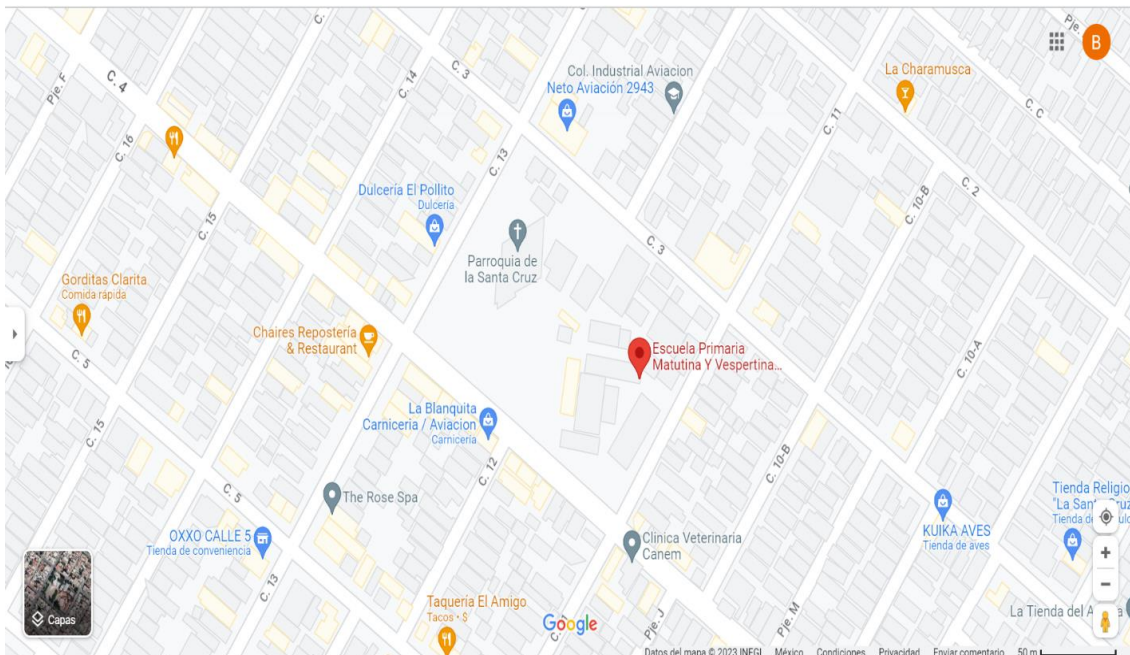 C. 3
C. 14
Pje. F
C. 4
Col. Industrial Aviacion
Neto Aviación 2943
La Charamusca
B
C. C
C. 16
C. 13
C. 11
C. 2
Dulcería El Pollito
Dulcería
C. 15
C. 10-B
Parroquia de
la Santa Cruz
C. 3
Gorditas Clarita
Comida rápida
Chaires Repostería
& Restaurant
Escuela Primaria
Matutina Y Vespertina...
C. 5
C. 10-A
La Blanquita
Carniceria / Aviacion
Carnicería
C. 15
C. 12
C. 10-B
C. 5
The Rose Spa
Tienda Religio
"La San
OXXO CALLE 5
Tienda de conveniencia
Clinica Veterinaria
Canem
KUIKA AVES
Tienda de aves
C. 13
Taquería El Amigo
Tacos • $
Pje. J
Pje. M
La Tienda del A
Capas
Google
Datos del mapa © 2023 INEGI México Condiciones Privacidad Enviar comentario 50 m